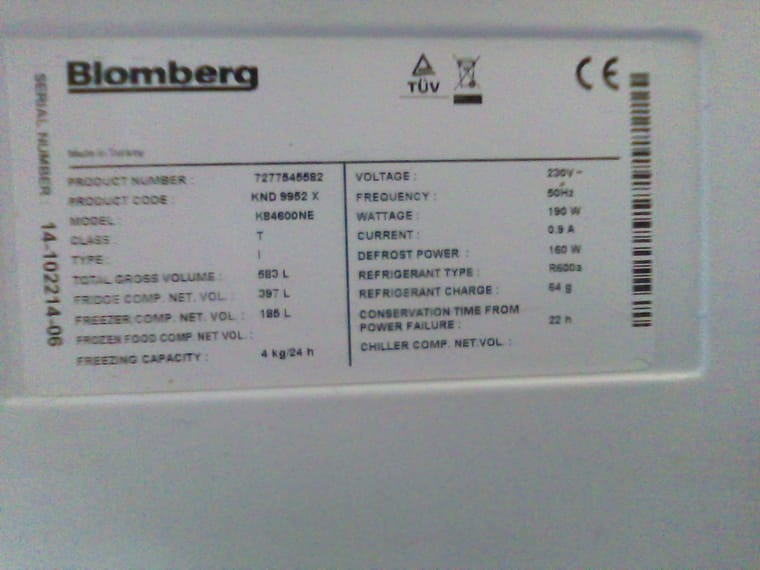 Blomberg
TÜV
CE
SERIAL NUMBER 14-102214-06
Made in Turkey
PRODUCT NUMBER : 7277545582
PRODUCT CODE : KND 9952 X
MODEL : KB4600NE
CLASS : T
TYPE : I
TOTAL GROSS VOLUME : 583 L
FRIDGE COMP. NET. VOL. : 397 L
FREEZER COMP. NET. VOL. : 185 L
FROZEN FOOD COMP. NET VOL. :
FREEZING CAPACITY : 4 kg/24 h
VOLTAGE : 230V ~
FREQUENCY : 50Hz
WATTAGE : 190 W
CURRENT : 0.9 A
DEFROST POWER : 160 W
REFRIGERANT TYPE : R600a
REFRIGERANT CHARGE : 64 g
CONSERVATION TIME FROM
POWER FAILURE : 22 h
CHILLER COMP. NET.VOL. :